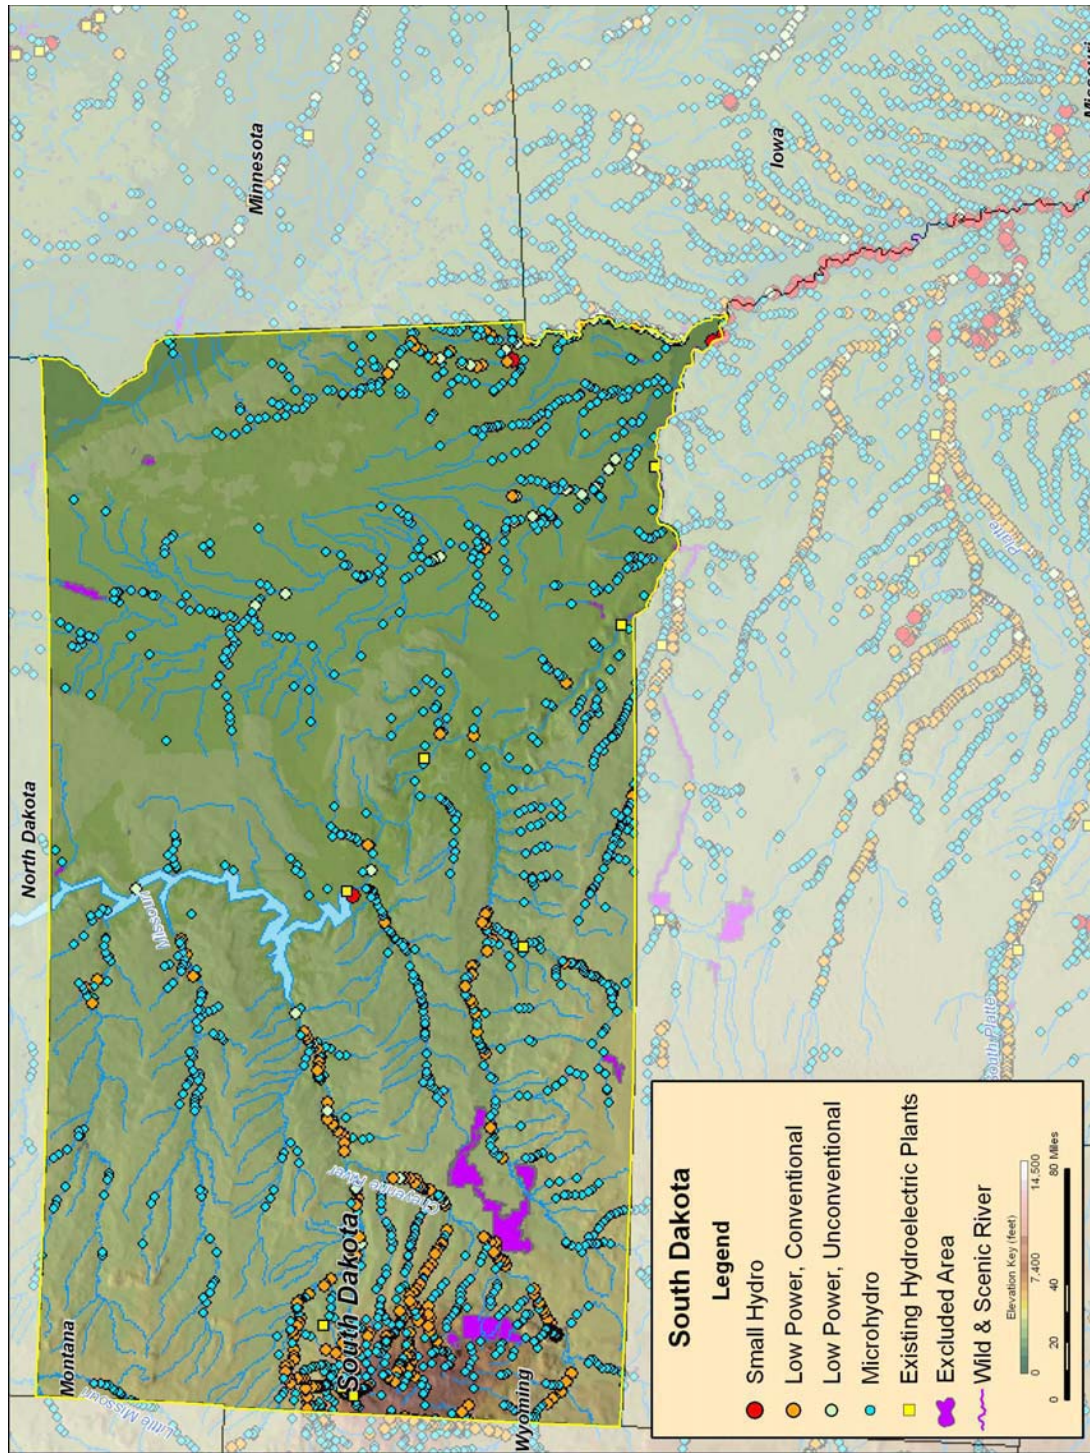 North Dakota
Montana
Minnesota
Little Missouri
Missouri
South Dakota
Cheyenne River
Wyoming
Iowa
Platte
South Platte
Missouri
South Dakota
Legend
Small Hydro
Low Power, Conventional
Low Power, Unconventional
Microhydro
Existing Hydroelectric Plants
Excluded Area
Wild & Scenic River
Elevation Key (feet)
0 7,400 14,500
0 20 40 80 Miles